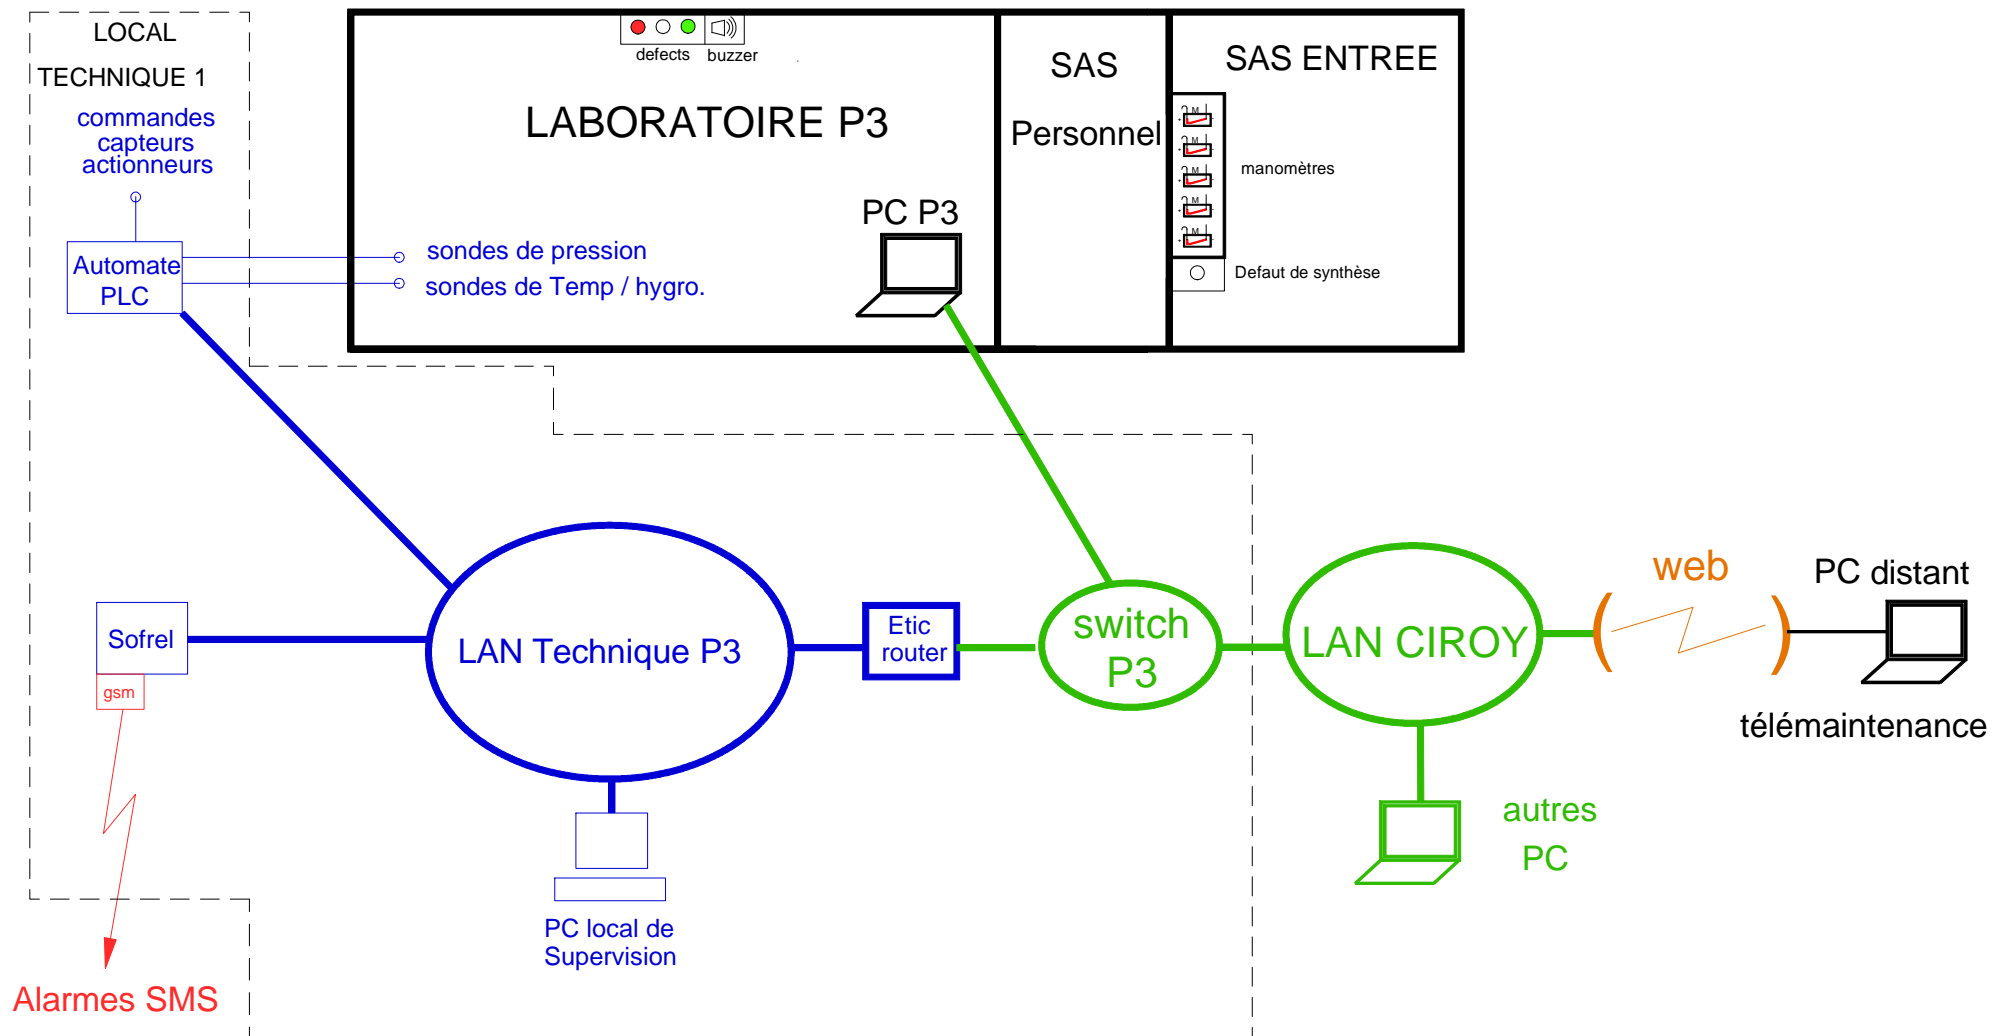 LOCAL
TECHNIQUE 1
commandes
capteurs
actionneurs
Automate
PLC
defects
buzzer
LABORATOIRE P3
sondes de pression
sondes de Temp / hygro.
PC P3
SAS
Personnel
SAS ENTREE
M
M
M
M
M
manomètres
Defaut de synthèse
Sofrel
gsm
Alarmes SMS
LAN Technique P3
PC local de
Supervision
Etic
router
switch
P3
LAN CIROY
autres
PC
web
PC distant
télémaintenance